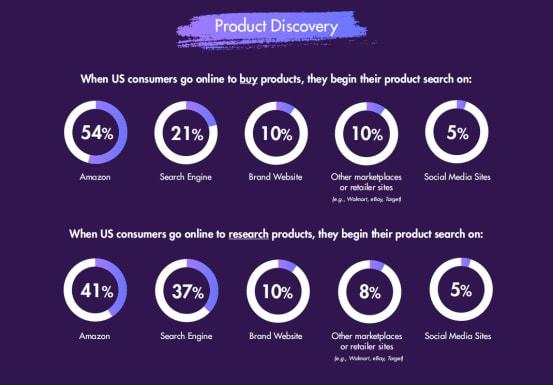 Product Discovery
When US consumers go online to buy products, they begin their product search on:
54% 21% 10% 10% 5%
Amazon Search Engine Brand Website Other marketplaces Social Media Sites
or retailer sites
(e.g., Walmart, eBay, Target)
When US consumers go online to research products, they begin their product search on:
41% 37% 10% 8% 5%
Amazon Search Engine Brand Website Other marketplaces Social Media Sites
or retailer sites
(e.g., Walmart, eBay, Target)